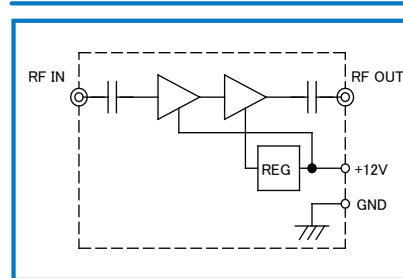 RF IN
RF OUT
REG
+12V
GND